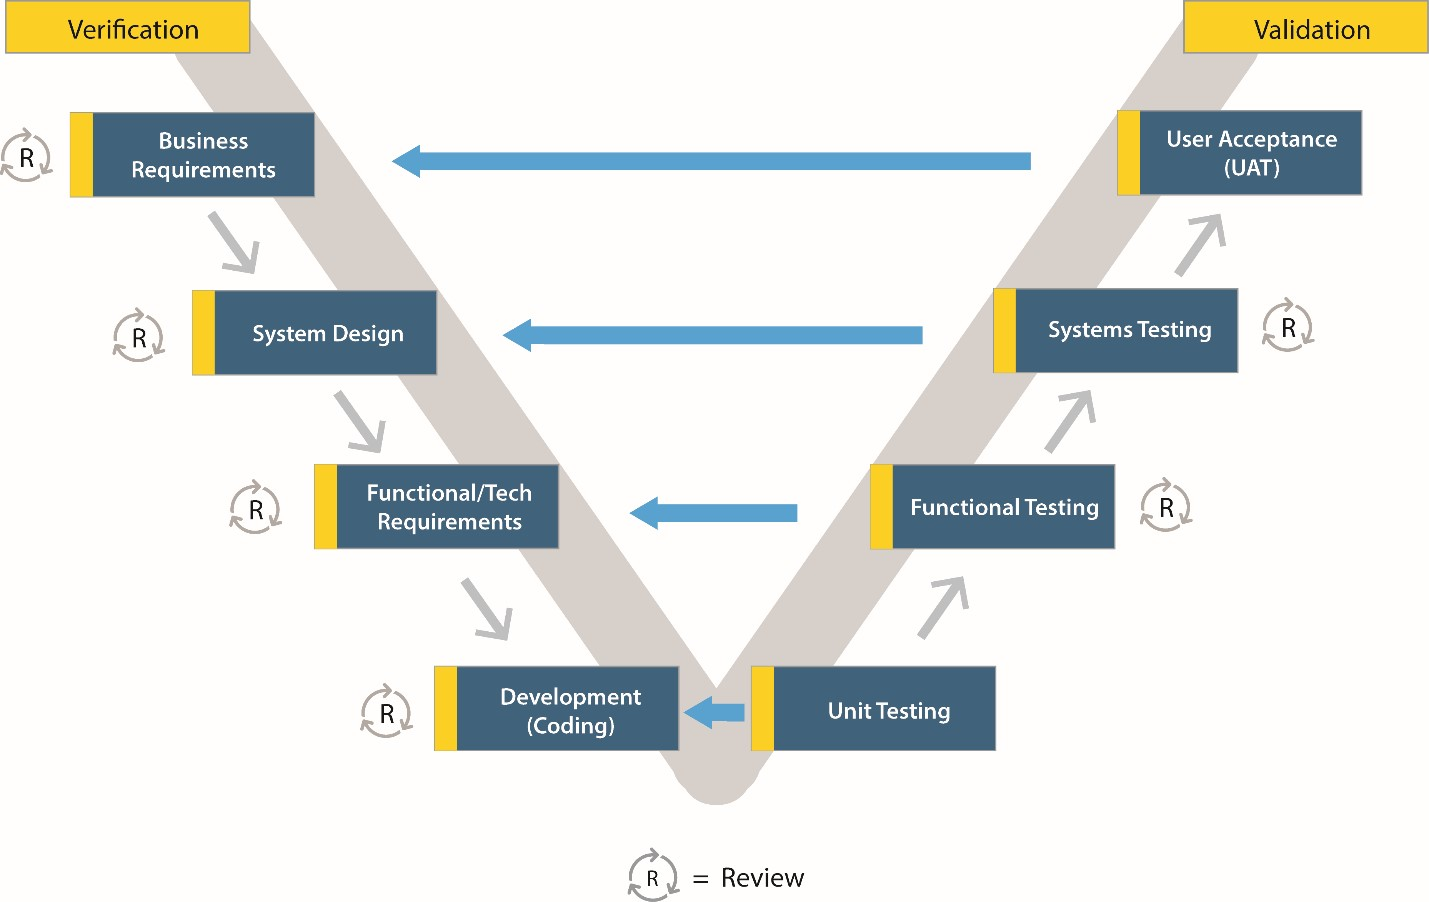 Verification
Validation
R
Business
Requirements
User Acceptance
(UAT)
R
System Design
Systems Testing
R
R
Functional/Tech
Requirements
Functional Testing
R
R
Development
(Coding)
Unit Testing
R = Review